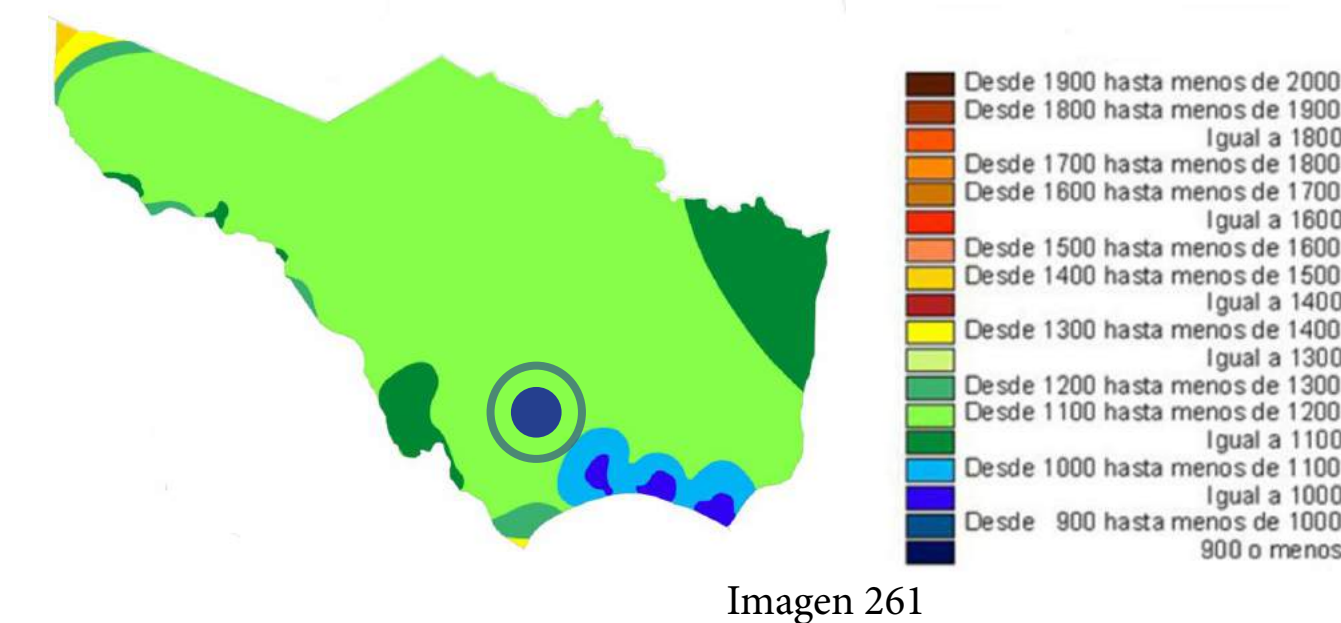 Desde 1900 hasta menos de 2000
Desde 1800 hasta menos de 1900
Igual a 1800
Desde 1700 hasta menos de 1800
Desde 1600 hasta menos de 1700
Igual a 1600
Desde 1500 hasta menos de 1600
Desde 1400 hasta menos de 1500
Igual a 1400
Desde 1300 hasta menos de 1400
Igual a 1300
Desde 1200 hasta menos de 1300
Desde 1100 hasta menos de 1200
Igual a 1100
Desde 1000 hasta menos de 1100
Igual a 1000
Desde 900 hasta menos de 1000
900 o menos
Imagen 261